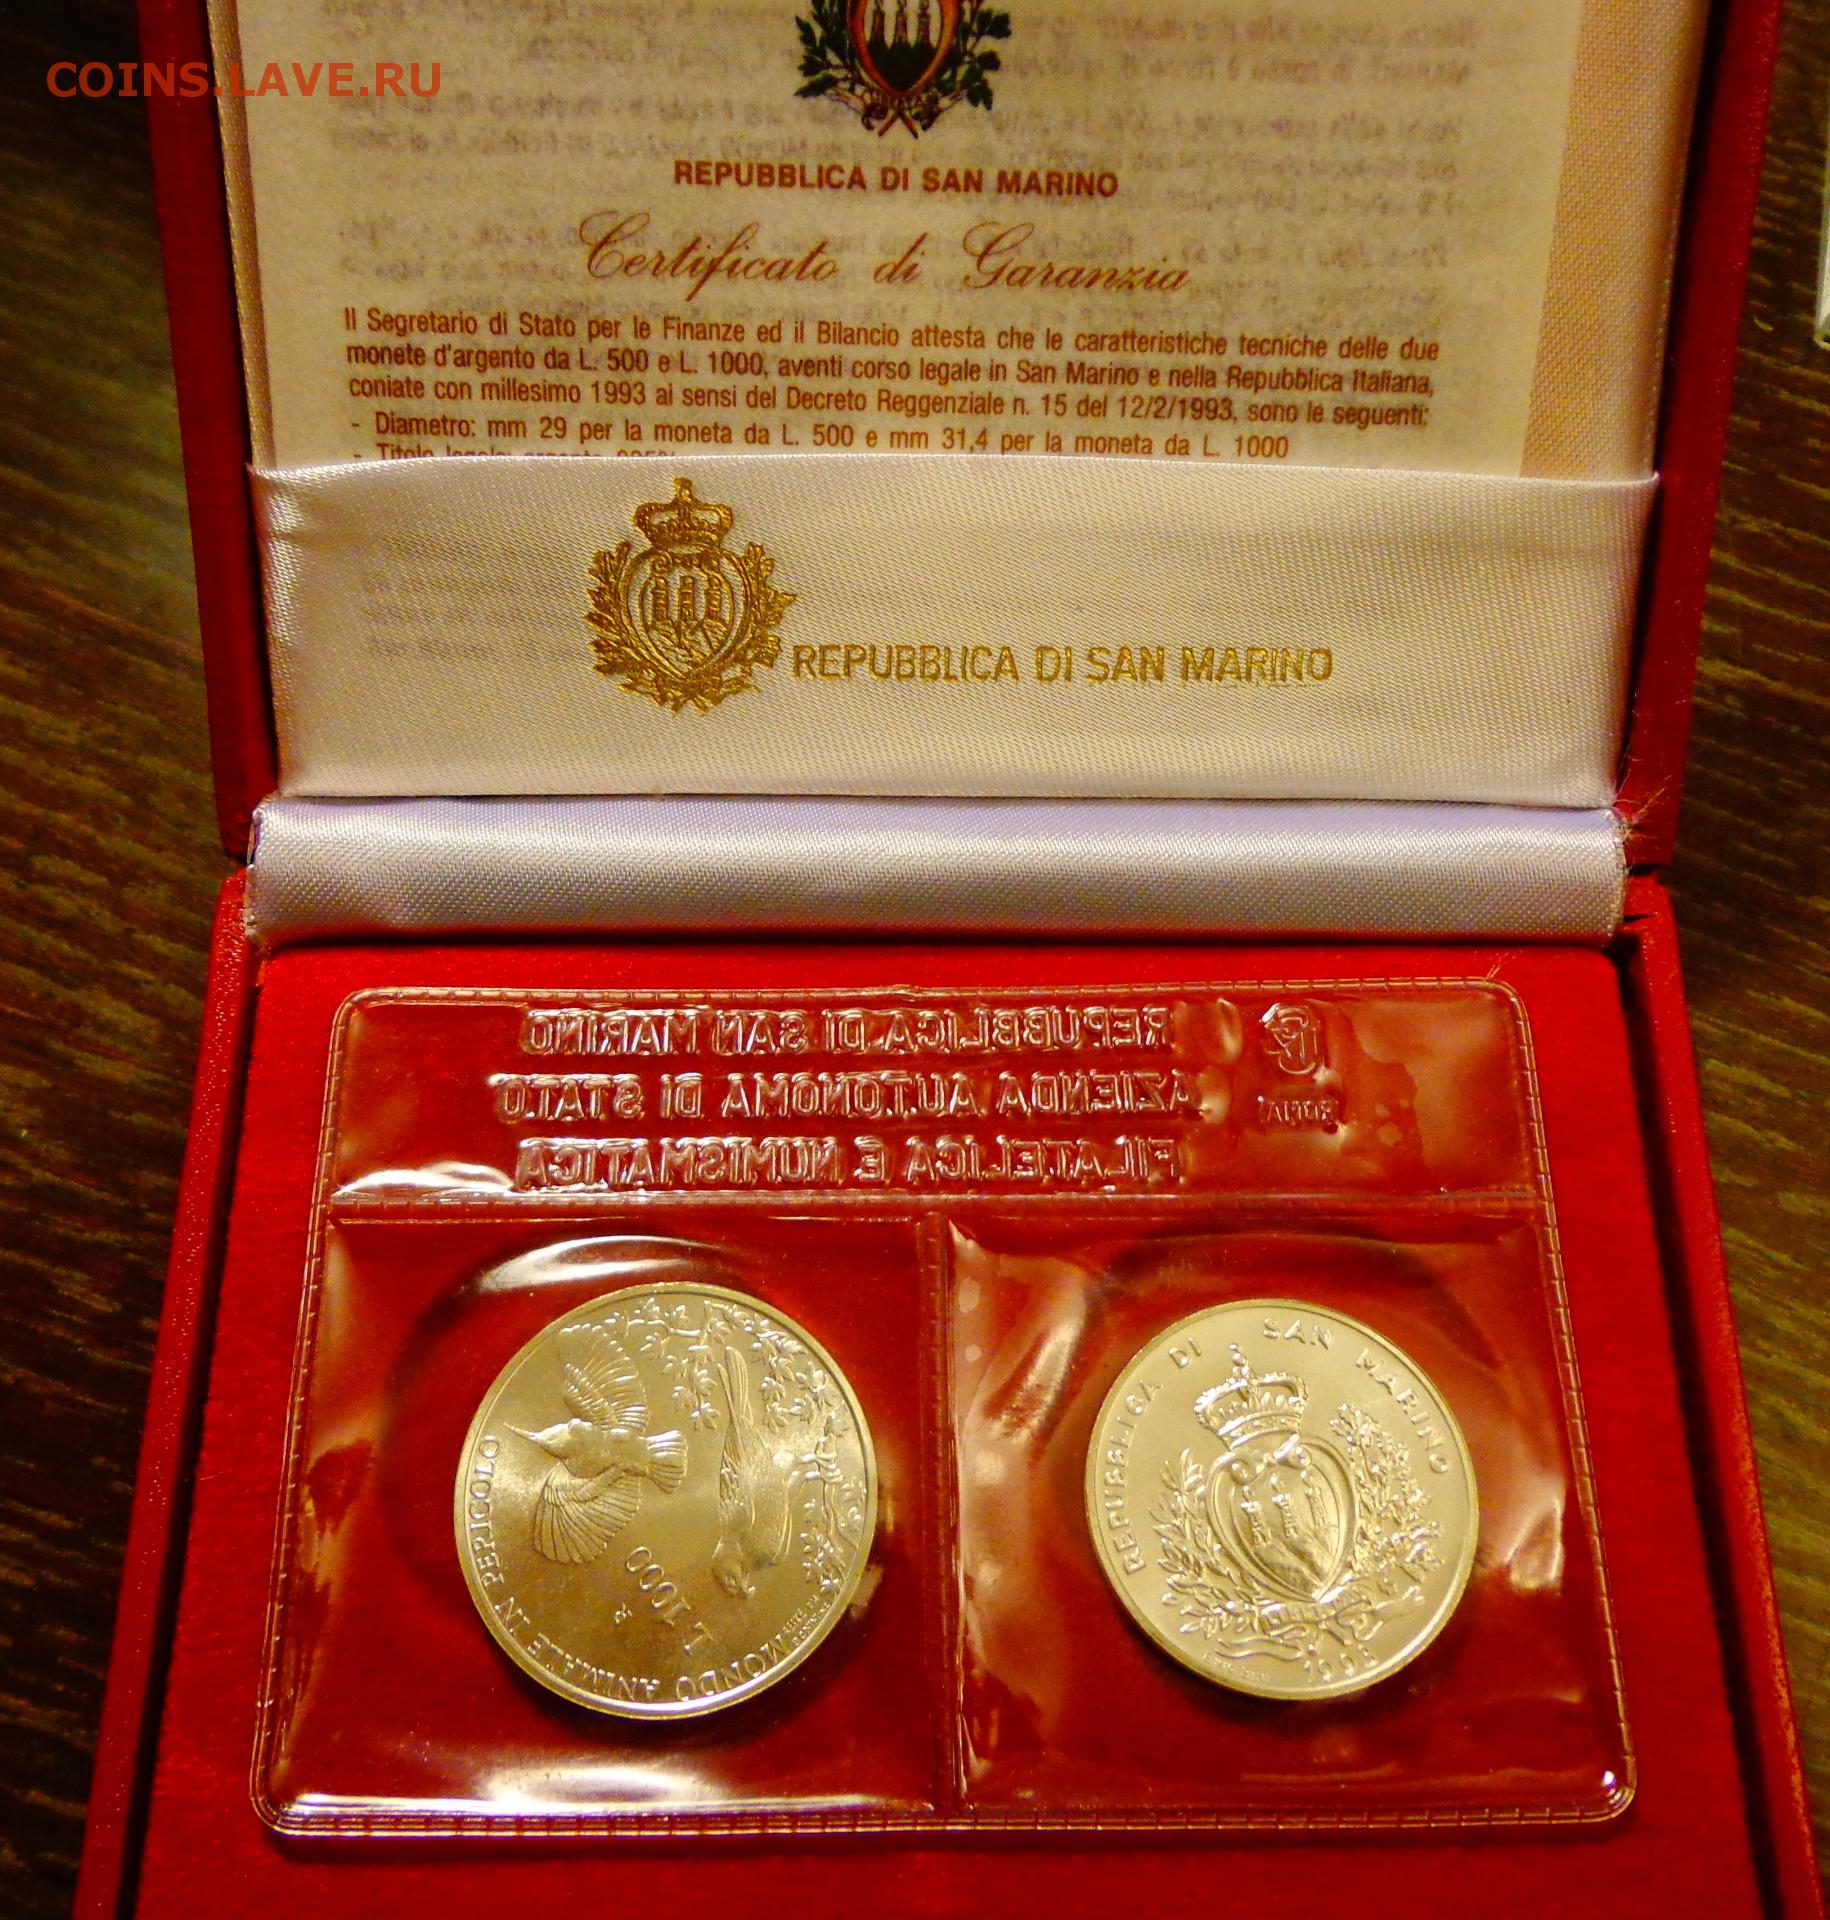 COINS.LAVE.RU
REPUBBLICA DI SAN MARINO
Certificato di Garanzia
Il Segretario di Stato per le Finanze ed il Bilancio attesta che le caratteristiche tecniche delle due
monete d'argento da L. 500 e L. 1000, aventi corso legale in San Marino e nella Repubblica Italiana,
coniate con millesimo 1993 ai sensi del Decreto Reggenziale n. 15 del 12/2/1993, sono le seguenti:
- Diametro: mm 29 per la moneta da L. 500 e mm 31,4 per la moneta da L. 1000
- Titolo legale: argento
REPUBBLICA DI SAN MARINO
REPUBBLICA DI SAN MARINO
AZIENDA AUTONOMA DI STATO
FILATELICA E NUMISMATICA
ROMA
MONDO ANIMALE IN PERICOLO
L 1000
REPUBBLICA DI SAN MARINO
1993